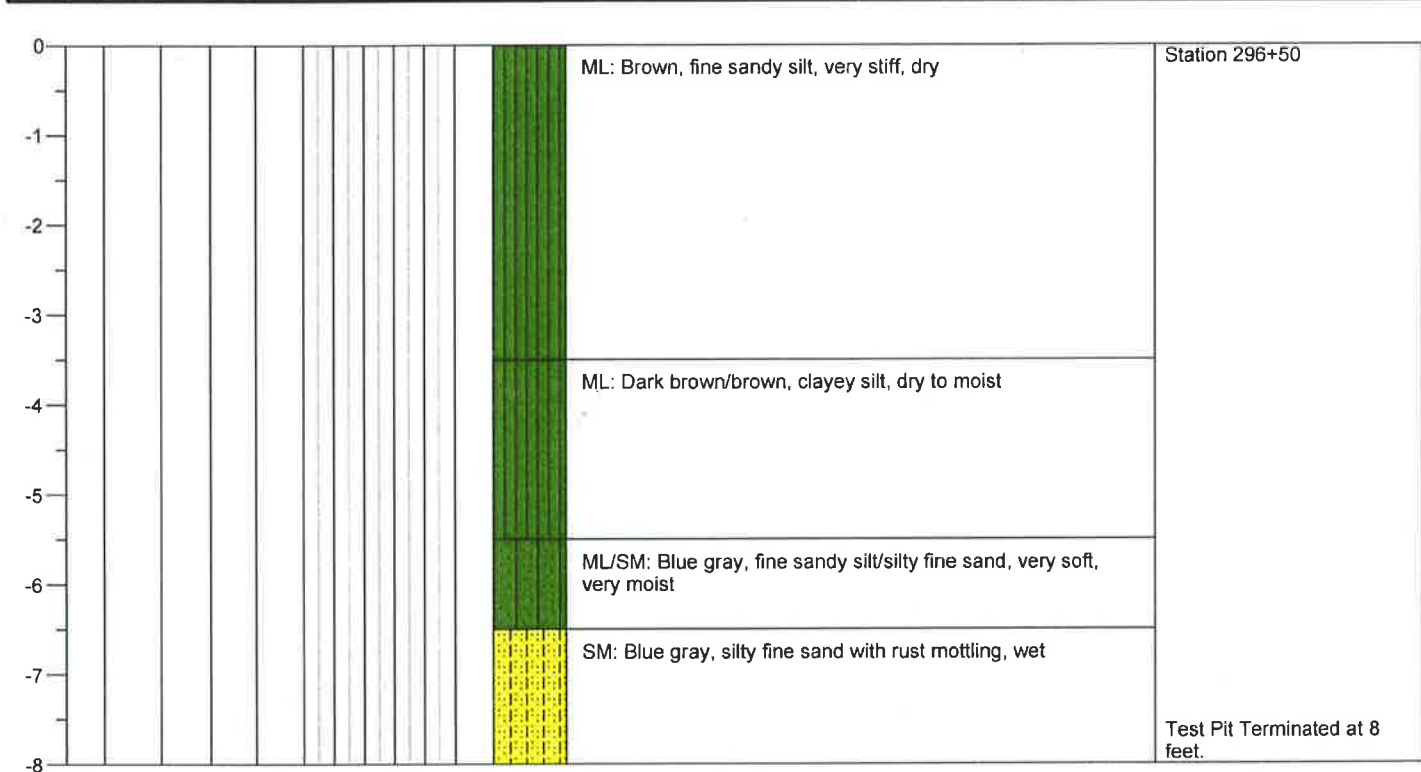 0
-1
-2
-3
-4
-5
-6
-7
-8
ML: Brown, fine sandy silt, very stiff, dry
ML: Dark brown/brown, clayey silt, dry to moist
ML/SM: Blue gray, fine sandy silt/silty fine sand, very soft,
very moist
SM: Blue gray, silty fine sand with rust mottling, wet
Station 296+50
Test Pit Terminated at 8
feet.